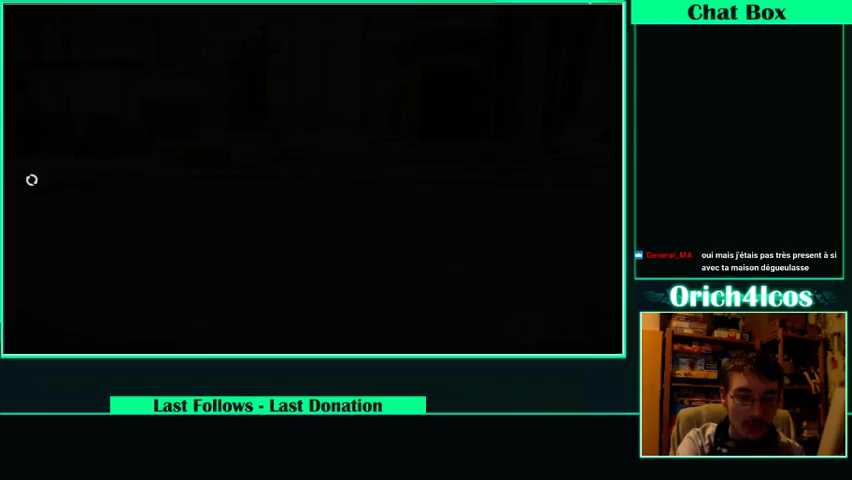 Chat Box
General_MA oui mais j'étais pas très present à si
avec ta maison dégueulasse
Orich4lcos
Last Follows - Last Donation